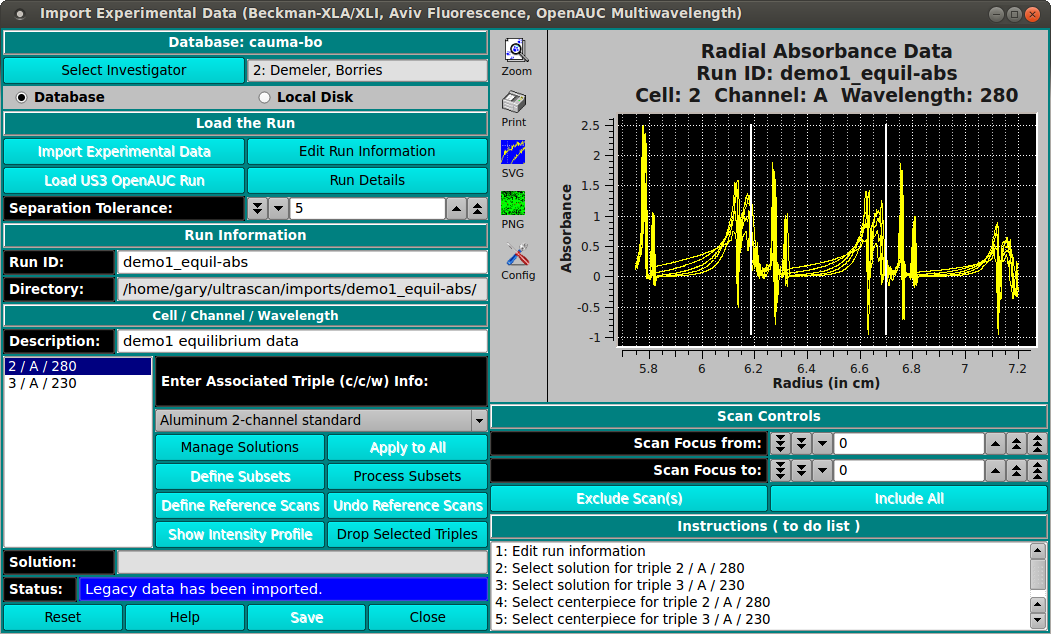 Import Experimental Data (Beckman-XLA/XLI, Aviv Fluorescence, OpenAUC Multiwavelength)
Database: cauma-bo
Select Investigator
2: Demeler, Borries
Database
Local Disk
Load the Run
Import Experimental Data
Edit Run Information
Load US3 OpenAUC Run
Run Details
Separation Tolerance:
5
Run Information
Run ID:
demo1_equil-abs
Directory:
/home/gary/ultrascan/imports/demo1_equil-abs/
Cell / Channel / Wavelength
Description:
demo1 equilibrium data
2 / A / 280
3 / A / 230
Enter Associated Triple (c/c/w) Info:
Aluminum 2-channel standard
Manage Solutions
Apply to All
Define Subsets
Process Subsets
Define Reference Scans
Undo Reference Scans
Show Intensity Profile
Drop Selected Triples
Solution:
Status:
Legacy data has been imported.
Reset
Help
Save
Close
Zoom
Print
SVG
PNG
Config
Radial Absorbance Data
Run ID: demo1_equil-abs
Cell: 2 Channel: A Wavelength: 280
Absorbance
2.5
2
1.5
1
0.5
0
-0.5
-1
5.8
6
6.2
6.4
6.6
6.8
7
7.2
Radius (in cm)
Scan Controls
Scan Focus from:
0
Scan Focus to:
0
Exclude Scan(s)
Include All
Instructions ( to do list )
1: Edit run information
2: Select solution for triple 2 / A / 280
3: Select solution for triple 3 / A / 230
4: Select centerpiece for triple 2 / A / 280
5: Select centerpiece for triple 3 / A / 230